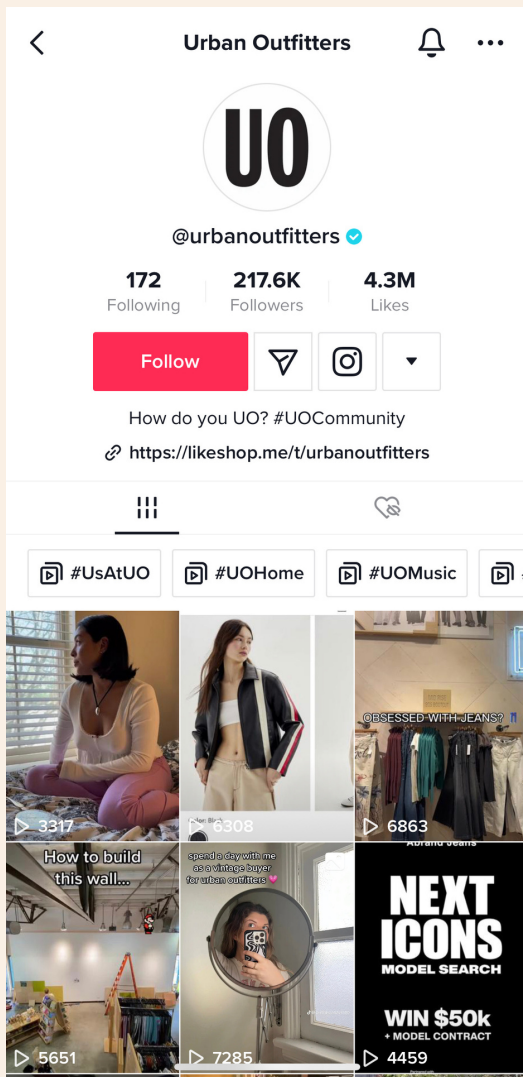 Urban Outfitters
UO
@urbanoutfitters
172
Following
217.6K
Followers
4.3M
Likes
Follow
How do you UO? #UOCommunity
https://likeshop.me/t/urbanoutfitters
#UsAtUO
#UOHome
#UOMusic
3317
6308
OBSESSED WITH JEANS?
6863
How to build
this wall...
5651
spend a day with me
as a vintage buyer
for urban outfitters
7285
Abrand Jeans
NEXT
ICONS
MODEL SEARCH
WIN $50k
+ MODEL CONTRACT
4459